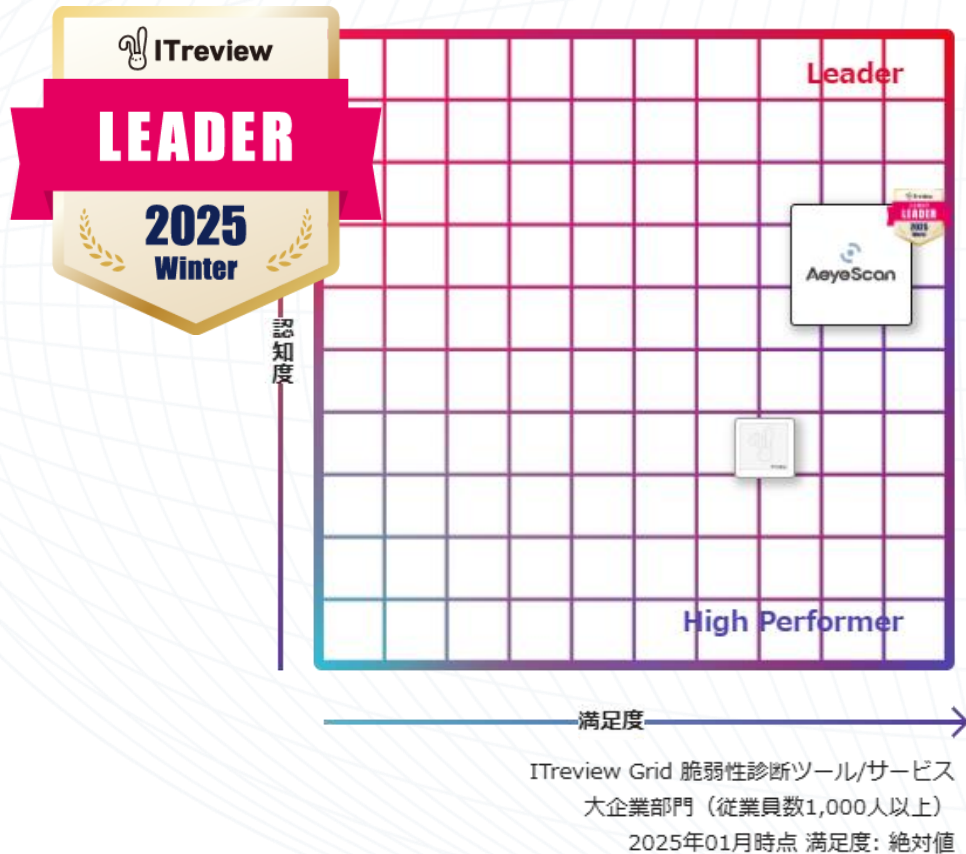 ITreview
LEADER
2025
Winter
Leader
LEADER
2025
AeyeScan
認知度
High Performer
満足度
ITreview Grid 脆弱性診断ツール/サービス
大企業部門（従業員数1,000人以上）
2025年01月時点 満足度: 絶対値